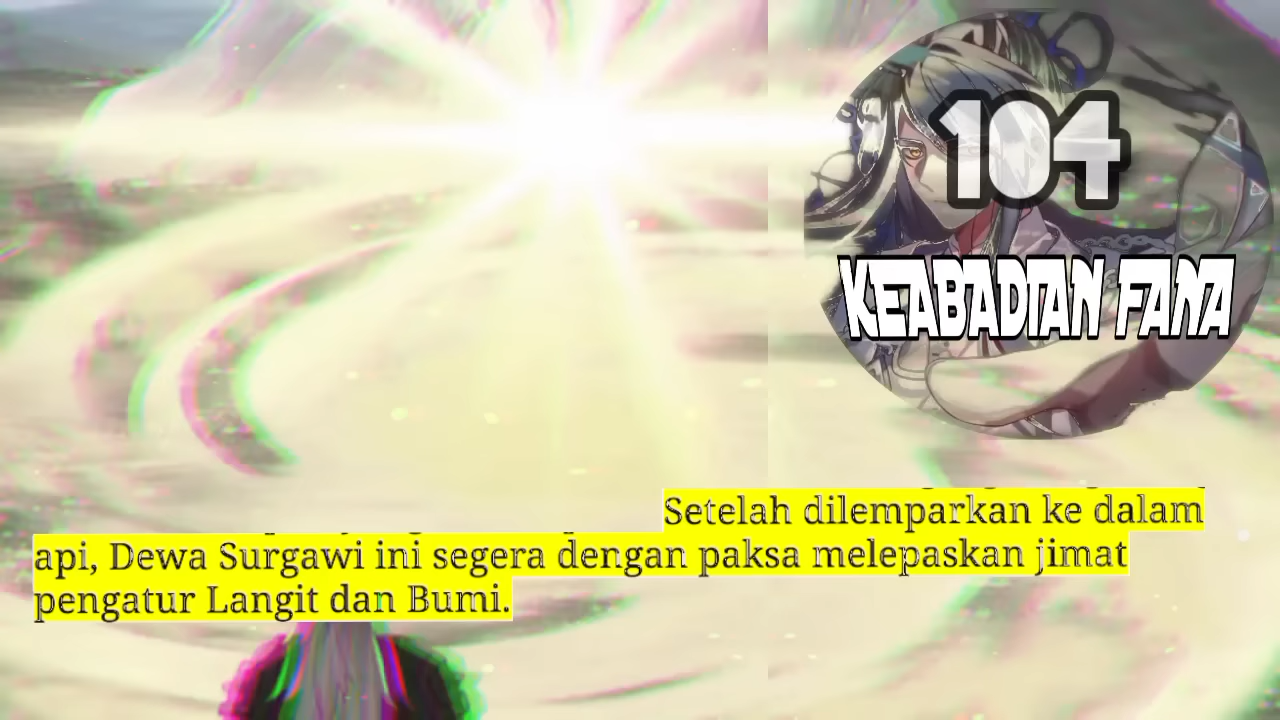 104
KEABADIAN FANA
Setelah dilemparkan ke dalam
api, Dewa Surgawi ini segera dengan paksa melepaskan jimat
pengatur Langit dan Bumi.